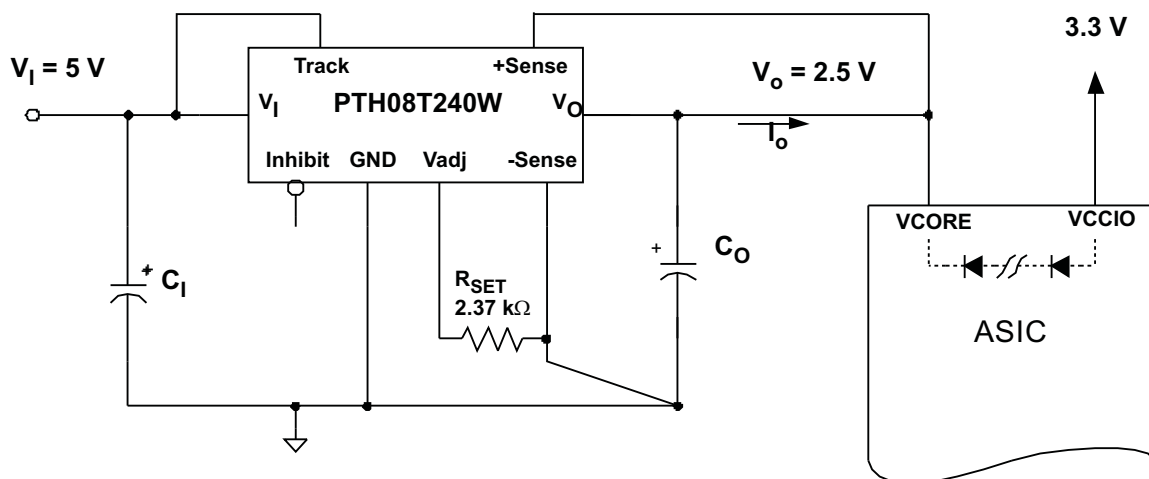 3.3 V
V_I = 5 V
Track
+Sense
V_o = 2.5 V
V_I
PTH08T240W
V_O
I_o
Inhibit
GND
Vadj
-Sense
VCORE
VCCIO
+
C_I
+
C_O
R_SET
2.37 kΩ
ASIC